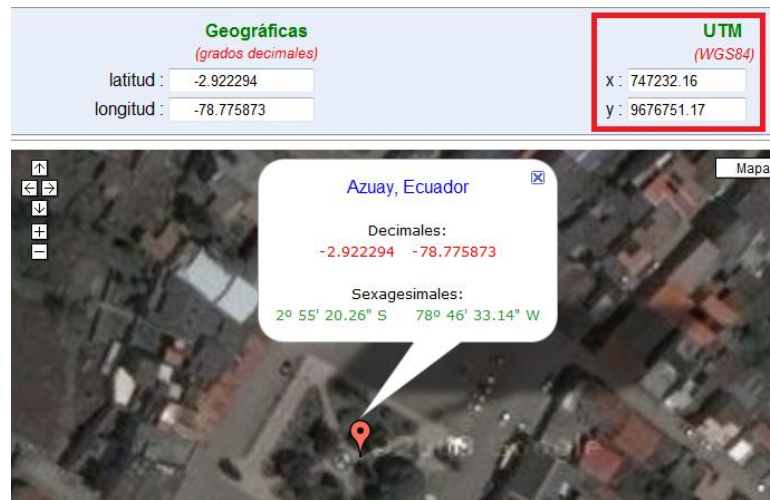 Geográficas
UTM
(grados decimales)
(WGS84)
latitud : -2.922294
x : 747232.16
longitud : -78.775873
y : 9676751.17
Mapa
Azuay, Ecuador
Decimales:
-2.922294 -78.775873
Sexagesimales:
2º 55' 20.26" S 78º 46' 33.14" W